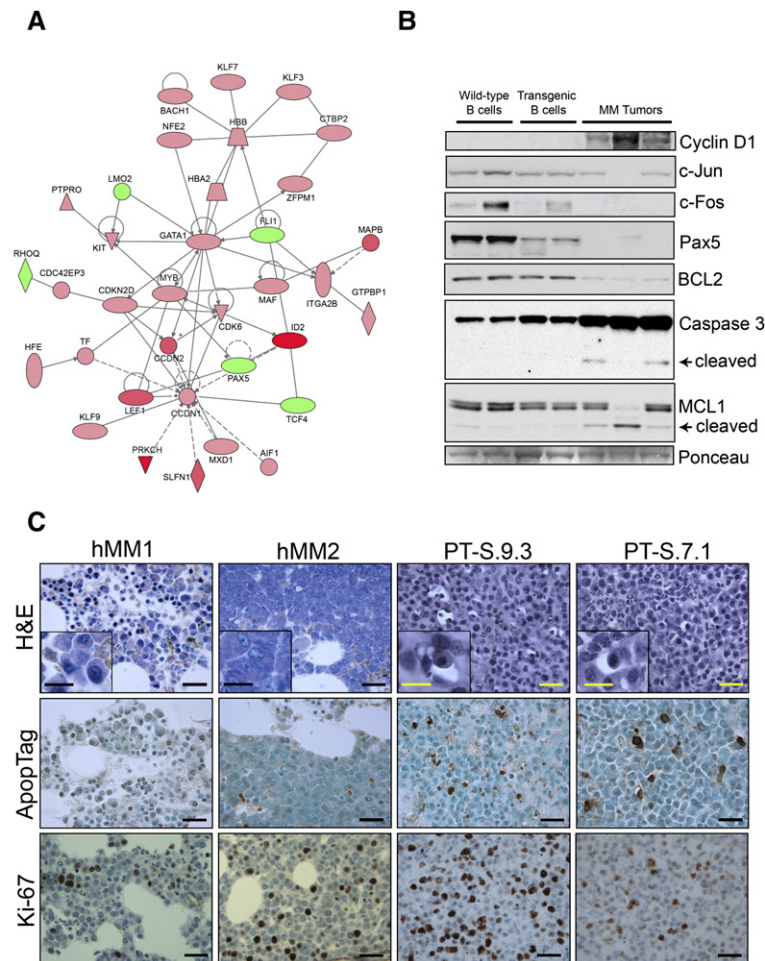 A
B
KLF7
KLF3
BACH1
HBB
CTBP2
NFE2
LMO2
HBA2
ZFPM1
PTPRO
GATA1
FLI1
MAPB
KIT
RHOQ
CDC42EP3
MYB
CDKN2D
MAF
ITGA2B
GTPBP1
CDK6
HFE
TF
CCDN2
ID2
PAX5
LEF1
CCDN1
TCF4
KLF9
PRKCH
MXD1
AIF1
SLFN1
Wild-type B cells
Transgenic B cells
MM Tumors
Cyclin D1
c-Jun
c-Fos
Pax5
BCL2
Caspase 3
cleaved
MCL1
cleaved
Ponceau
C
hMM1
hMM2
PT-S.9.3
PT-S.7.1
H&E
ApopTag
Ki-67